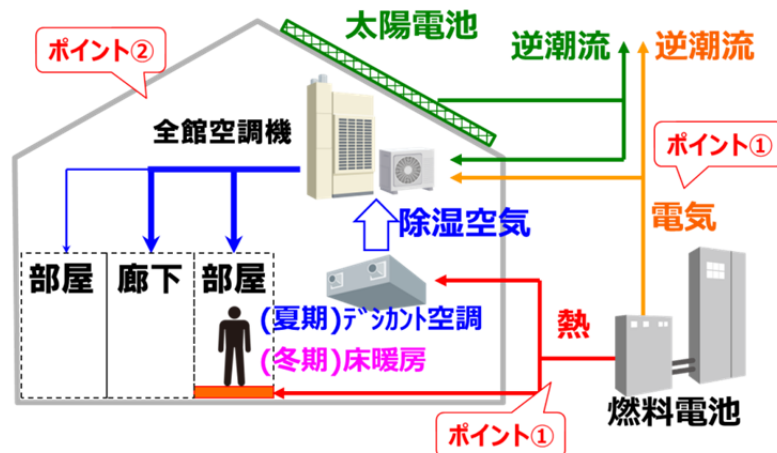 太陽電池
逆潮流
逆潮流
ポイント②
全館空調機
ポイント①
電気
除湿空気
部屋
廊下
部屋
(夏期)ﾃﾞｼｶﾝﾄ空調
(冬期)床暖房
熱
燃料電池
ポイント①